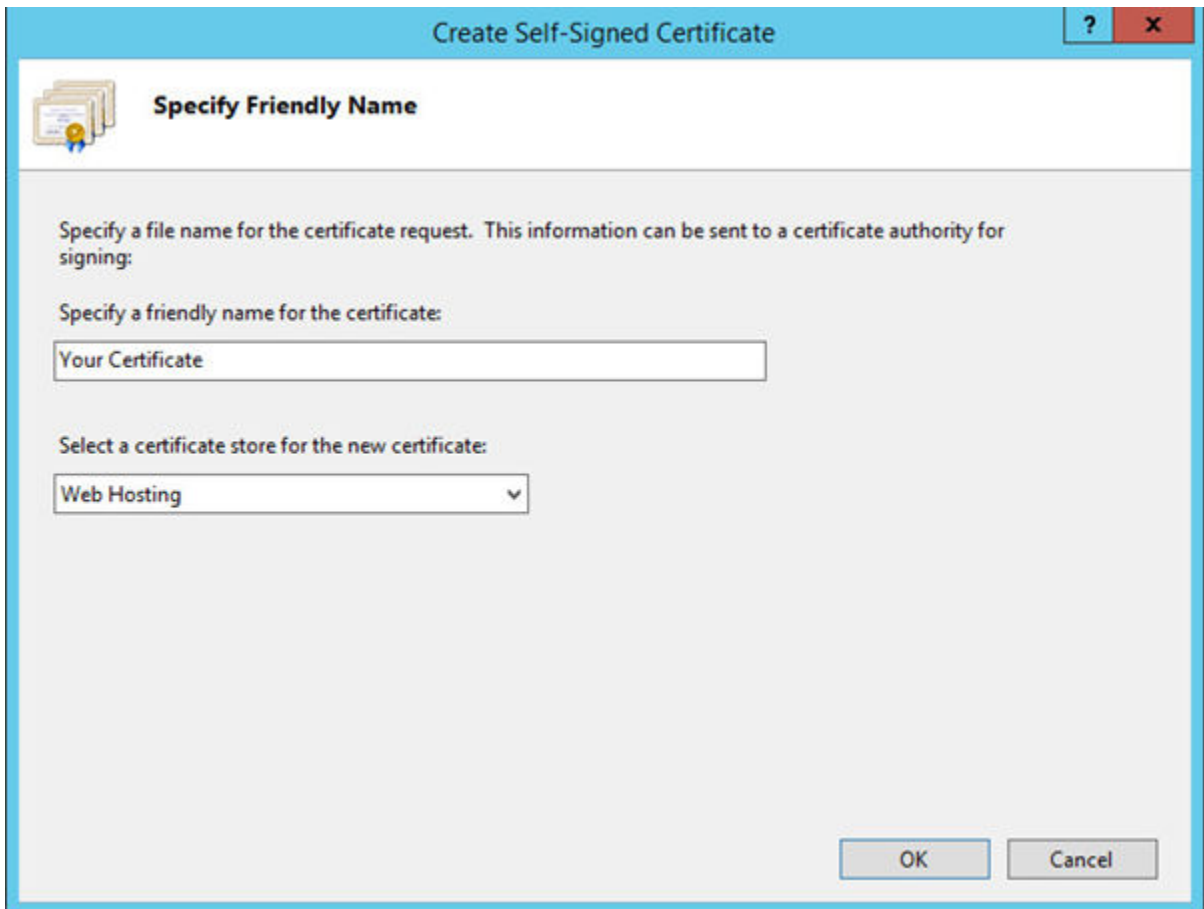 Create Self-Signed Certificate
? x
Specify Friendly Name
Specify a file name for the certificate request.  This information can be sent to a certificate authority for
signing:
Specify a friendly name for the certificate:
Your Certificate
Select a certificate store for the new certificate:
Web Hosting
OK Cancel